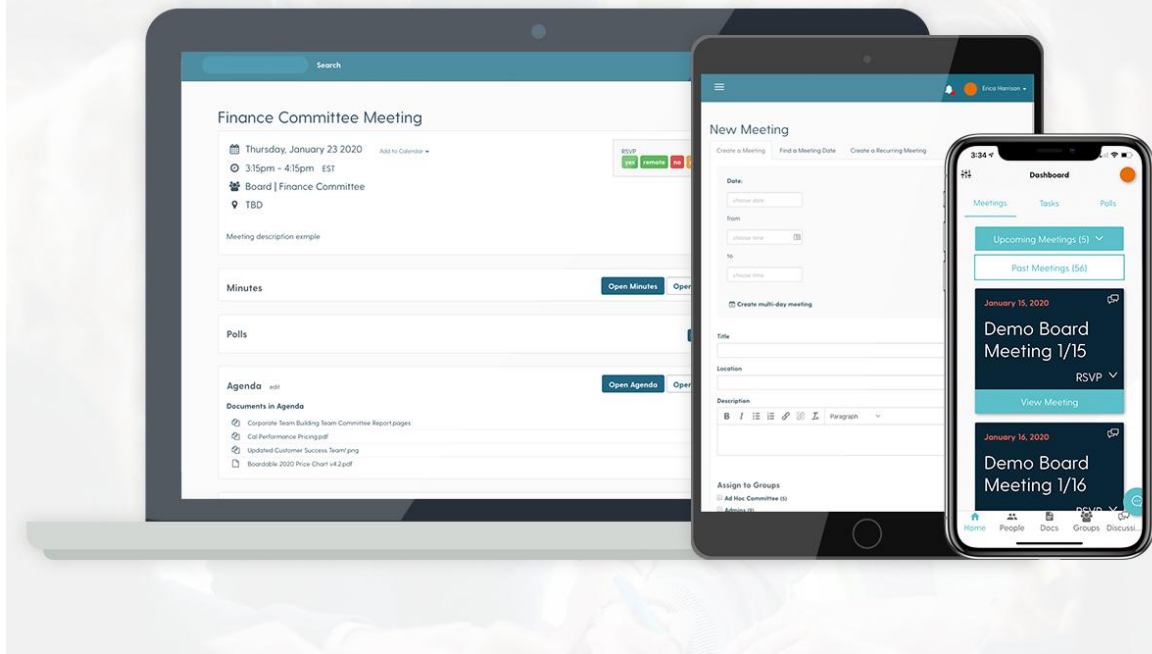 Search
Finance Committee Meeting
Thursday, January 23 2020 Add to Calendar
3:15pm - 4:15pm EST
Board | Finance Committee
TBD
Meeting description exmple
RSVP
yes remote no
Minutes
Open Minutes Oper
Polls
Agenda edit
Open Agenda Oper
Documents in Agenda
Corporate Team Building Team Committee Report.pages
Cal Performance Pricing.pdf
Updated Customer Success Team!.png
Boardable 2020 Price Chart v4.2.pdf
Erica Harrison
New Meeting
Create a Meeting Find a Meeting Date Create a Recurring Meeting
Date:
choose date
from
choose time
to
choose time
Create multi-day meeting
Title
Location
Description
B I Paragraph
Assign to Groups
Ad Hoc Committee (5)
Admins (9)
3:34
Dashboard
Meetings Tasks Polls
Upcoming Meetings (5)
Past Meetings (56)
January 15, 2020
Demo Board
Meeting 1/15
RSVP
View Meeting
January 16, 2020
Demo Board
Meeting 1/16
RSVP
Home People Docs Groups Discussi...